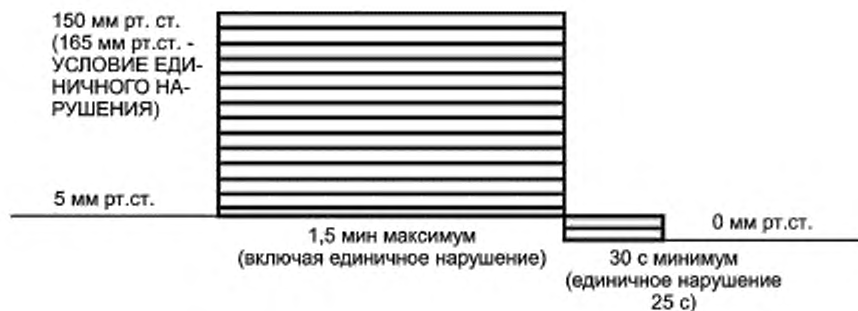 150 мм рт. ст.
(165 мм рт.ст. -
УСЛОВИЕ ЕДИ-
НИЧНОГО НА-
РУШЕНИЯ)
5 мм рт.ст.
0 мм рт.ст.
1,5 мин максимум
(включая единичное нарушение)
30 с минимум
(единичное нарушение
25 с)